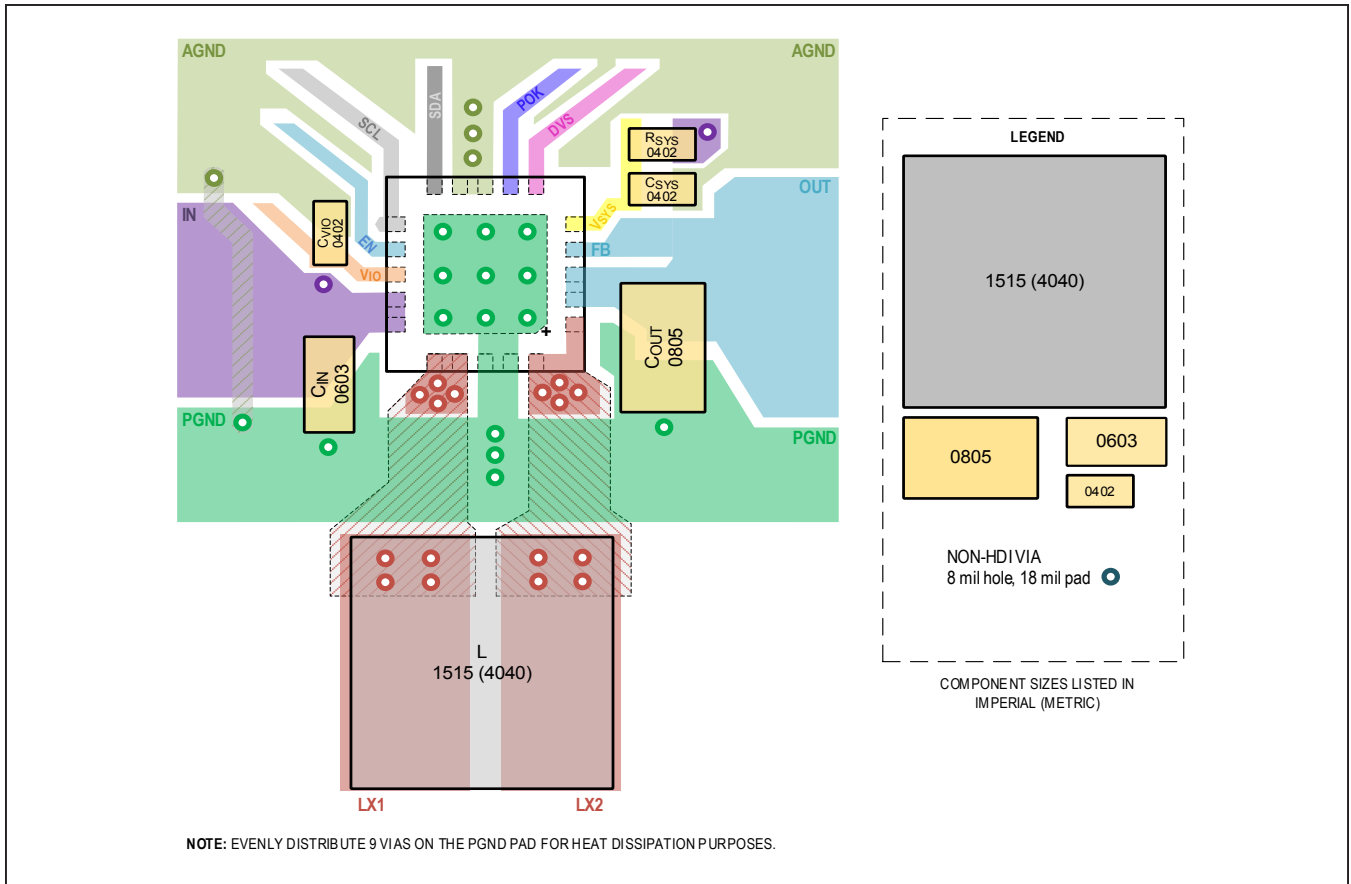 AGND
AGND
SCL
SDA
POK
DVS
RSYS
0402
CSYS
0402
VSYS
OUT
IN
CVIO
0402
EN
FB
VIO
+
CIN
0603
COUT
0805
PGND
PGND
L
1515 (4040)
LX1
LX2
LEGEND
1515 (4040)
0805
0603
0402
NON-HDI VIA
8 mil hole, 18 mil pad
COMPONENT SIZES LISTED IN
IMPERIAL (METRIC)
NOTE: EVENLY DISTRIBUTE 9 VIAS ON THE PGND PAD FOR HEAT DISSIPATION PURPOSES.